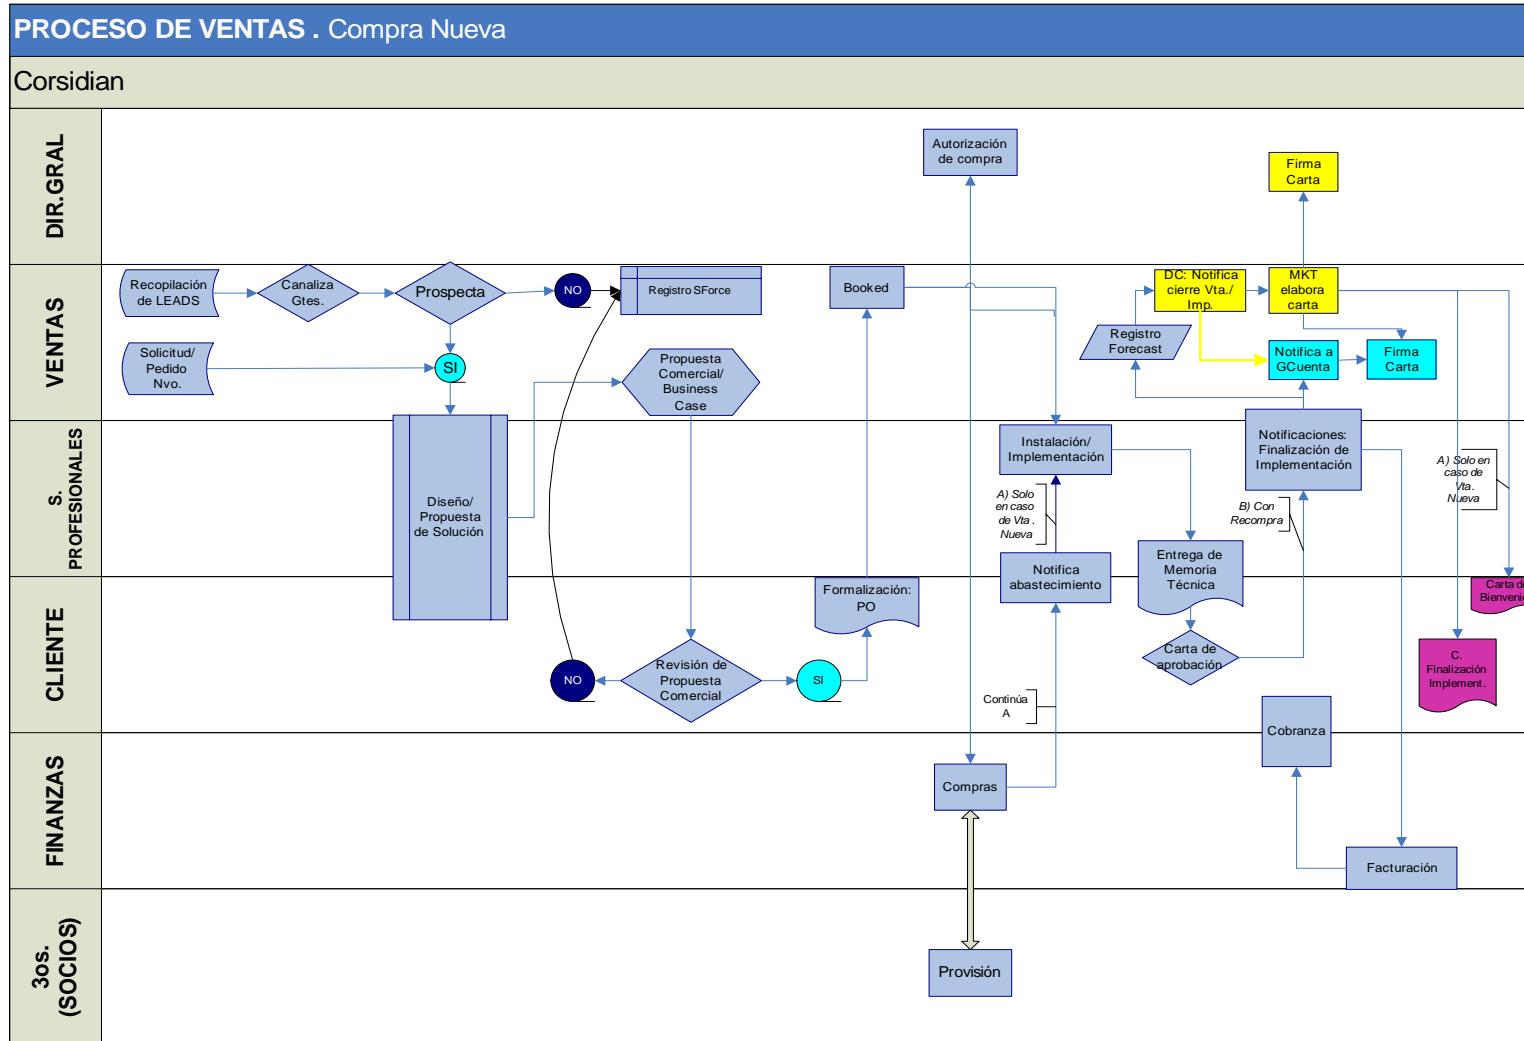 PROCESO DE VENTAS . Compra Nueva
Corsidian
DIR.GRAL
Autorización
de compra
Firma
Carta
VENTAS
Recopilación
de LEADS
Canaliza
Gtes.
Prospecta
NO
Registro SForce
Booked
DC: Notifica
cierre Vta./
Imp.
MKT
elabora
carta
Solicitud/
Pedido
Nvo.
SI
Propuesta
Comercial/
Business
Case
Registro
Forecast
Notifica a
GCuenta
Firma
Carta
S.
PROFESIONALES
Diseño/
Propuesta
de Solución
Instalación/
Implementación
Notificaciones:
Finalización de
Implementación
A) Solo
en caso
de Vta .
Nueva
B) Con
Recompra
A) Solo en
caso de
Vta.
Nueva
Notifica
abastecimiento
Entrega de
Memoria
Técnica
CLIENTE
Formalización:
PO
Carta de
aprobación
NO
Revisión de
Propuesta
Comercial
SI
Continúa
A
C.
Finalización
Implement.
Carta
FINANZAS
Compras
Cobranza
Facturación
3os.
(SOCIOS)
Provisión